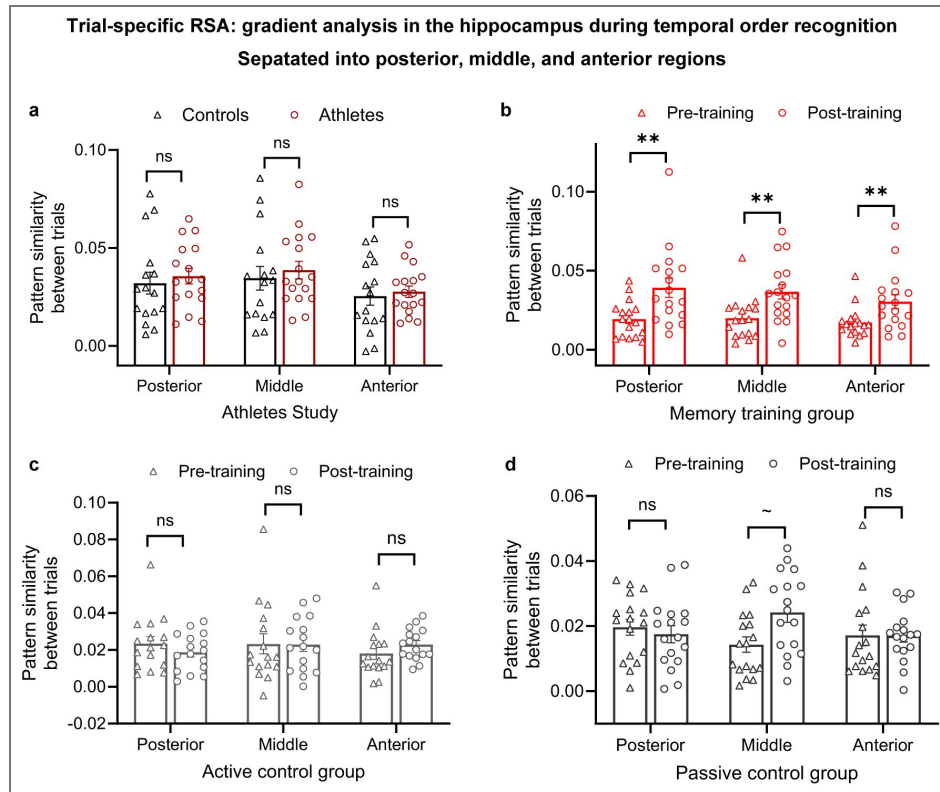 Trial-specific RSA: gradient analysis in the hippocampus during temporal order recognition
Sepatated into posterior, middle, and anterior regions
a
Controls
Athletes
ns
ns
ns
0.10
0.05
0.00
Pattern similarity
between trials
Posterior
Middle
Anterior
Athletes Study
b
Pre-training
Post-training
**
**
**
0.10
0.05
0.00
Pattern similarity
between trials
Posterior
Middle
Anterior
Memory training group
c
Pre-training
Post-training
ns
ns
ns
0.10
0.08
0.06
0.04
0.02
0.00
-0.02
Pattern similarity
between trials
Posterior
Middle
Anterior
Active control group
d
Pre-training
Post-training
ns
~
ns
0.06
0.04
0.02
0.00
Pattern similarity
between trials
Posterior
Middle
Anterior
Passive control group